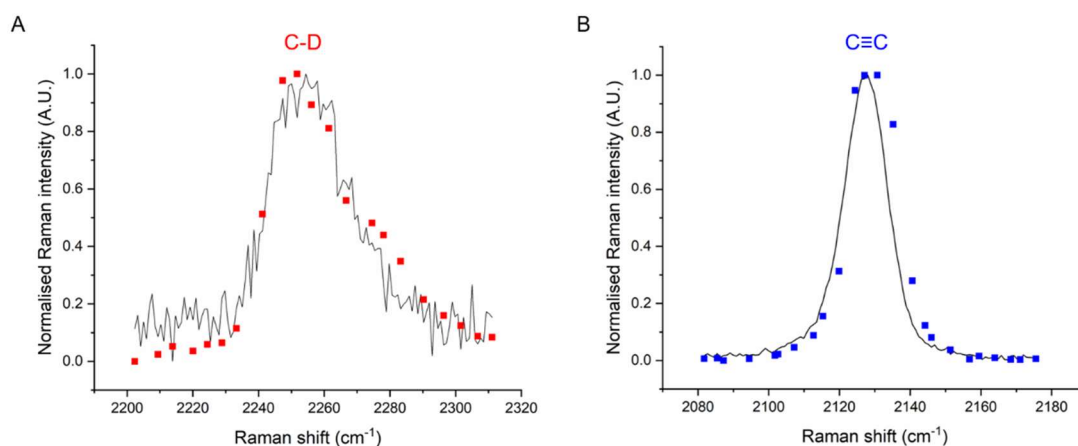 A
C-D
Normalised Raman intensity (A.U.)
1.0
0.8
0.6
0.4
0.2
0.0
2200 2220 2240 2260 2280 2300 2320
Raman shift (cm⁻¹)
B
C≡C
Normalised Raman intensity (A.U.)
1.0
0.8
0.6
0.4
0.2
0.0
2080 2100 2120 2140 2160 2180
Raman shift (cm⁻¹)